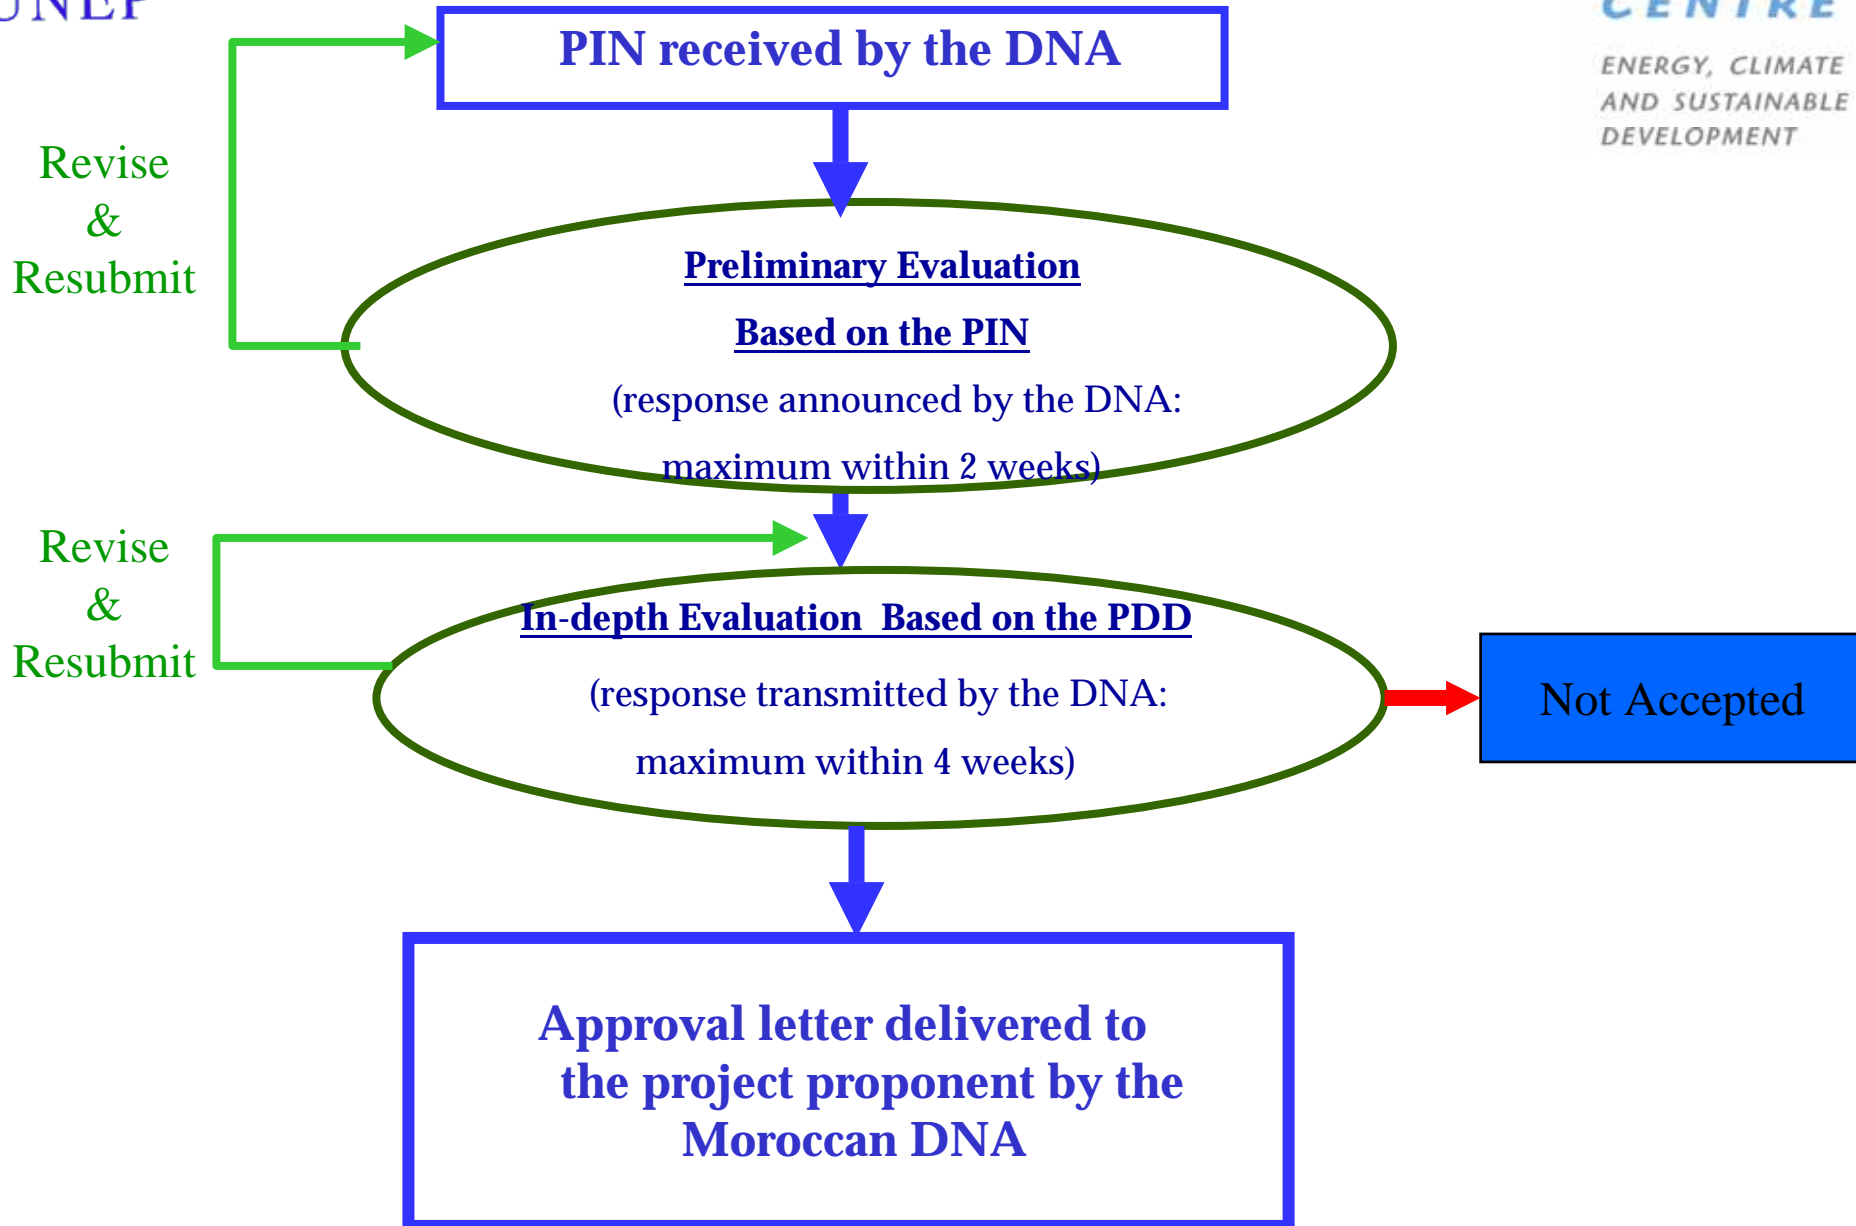 UNEP
CENTRE
ENERGY, CLIMATE
AND SUSTAINABLE
DEVELOPMENT
PIN received by the DNA
Revise
&
Resubmit
Preliminary Evaluation
Based on the PIN
(response announced by the DNA:
maximum within 2 weeks)
Revise
&
Resubmit
In-depth Evaluation Based on the PDD
(response transmitted by the DNA:
maximum within 4 weeks)
Not Accepted
Approval letter delivered to
the project proponent by the
Moroccan DNA